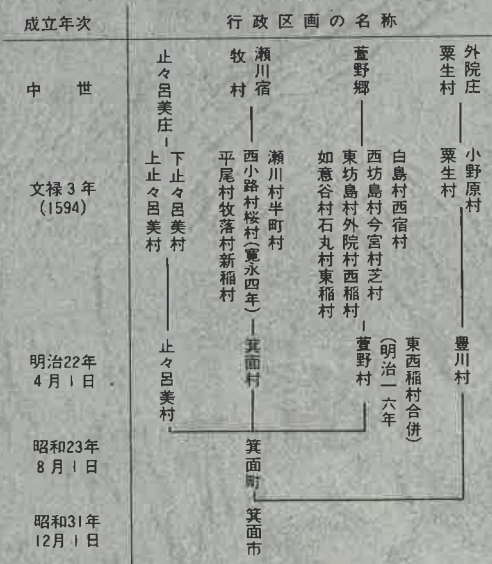 成立年次
行政区画の名称
中世
外院庄
粟生村
萱野郷
瀬川宿
牧村
止々呂美庄
文禄3年
(1594)
小野原村
粟生村
白島村西宿村
西坊島村今宮村芝村
東坊島村外院村西稲村
如意谷村石丸村東稲村
瀬川村半町村
西小路村桜村(寛永四年)
平尾村牧落村新稲村
下止々呂美村
上止々呂美村
明治22年
4月1日
豊川村
東西稲村合併)
(明治一六年
萱野村
箕面村
止々呂美村
昭和23年
8月1日
箕面町
昭和31年
12月1日
箕面市